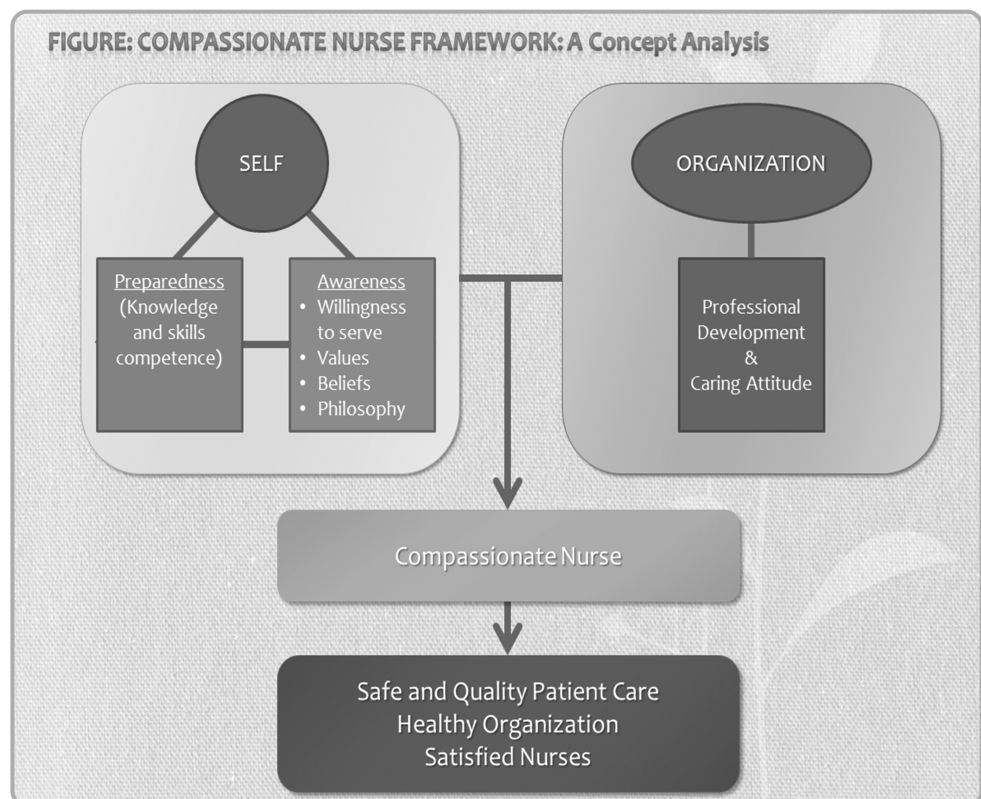 FIGURE: COMPASSIONATE NURSE FRAMEWORK: A Concept Analysis
SELF
Preparedness
(Knowledge
and skills
competence)
Awareness
• Willingness
to serve
• Values
• Beliefs
• Philosophy
ORGANIZATION
Professional
Development
&
Caring Attitude
Compassionate Nurse
Safe and Quality Patient Care
Healthy Organization
Satisfied Nurses